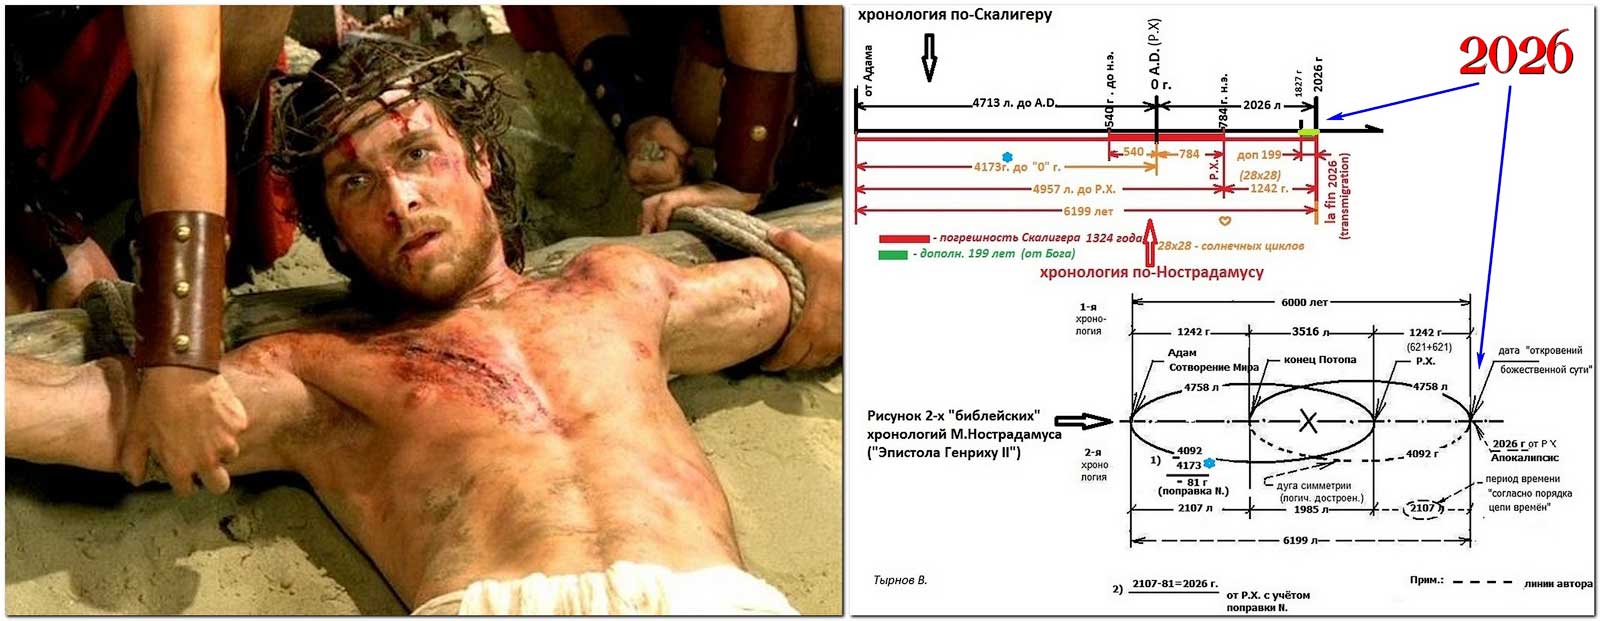 хронология по-Скалигеру
2026
от Адама
540 г. до н.э.
0 A.D. (P.X)
0 г.
784 г. н.э.
1827 г
2026 г
4713 л. до A.D.
2026 л
540
784
доп 199
4173г. до "0" г.
P.X.
(28x28)
4957 л. до P.X.
1242 г.
6199 лет
la fin 2026
(transmigration)
- погрешность Скалигера 1324 года
28x28 - солнечных циклов
- дополн. 199 лет (от Бога)
хронология по-Нострадамусу
6000 лет
1-я
хроно-
логия
1242 г
3516 л
1242 г
(621+621)
P.X.
Адам
Сотворение Мира
конец Потопа
дата "откровений
божественной сути"
4758 л
4758 л
Рисунок 2-х "библейских"
хронологий М.Нострадамуса
("Эпистола Генриху II")
2-я
хроно
логия
1)
4092
4173
- 81 г
(поправка N.)
4092 г
2026 г от Р Х
Апокалипсис
дуга симметрии
(логич. достроен.)
период времени
"согласно порядка
цепи времён"
2107 л
1985 л
2107 г
6199 л
Тырнов В.
2) 2107-81=2026 г.
от Р.Х. с учётом
поправки N.
Прим.:
линии автора